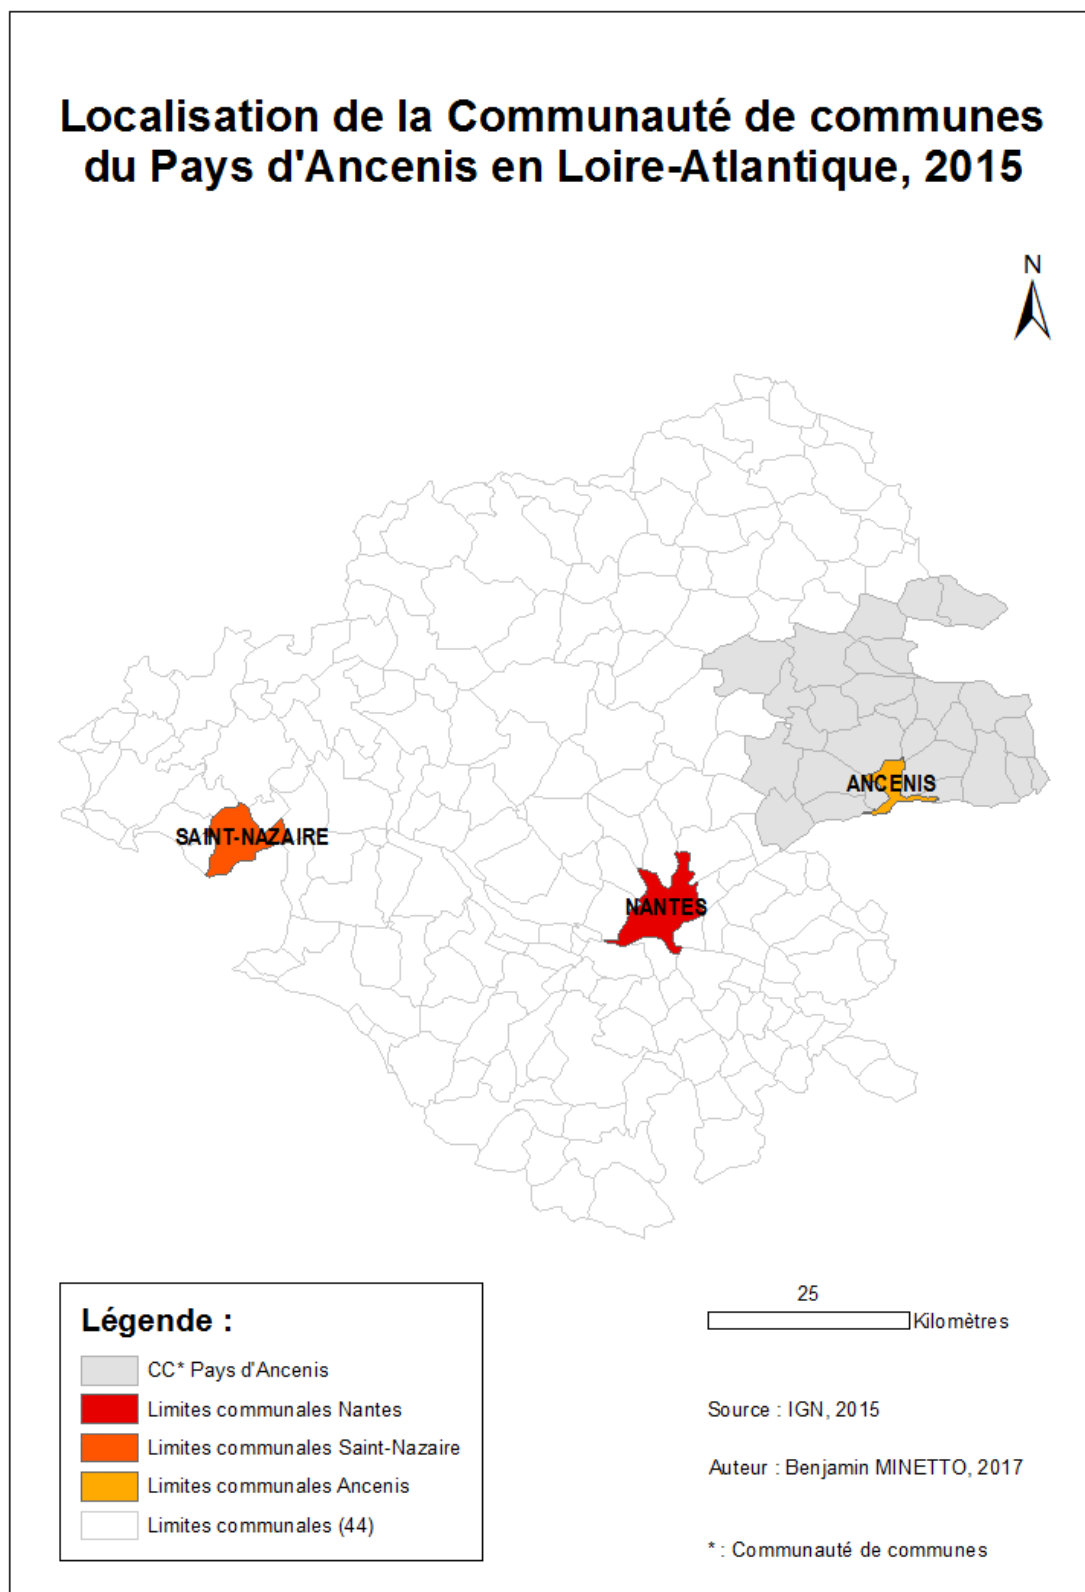 Localisation de la Communauté de communes
du Pays d'Ancenis en Loire-Atlantique, 2015
N
ANCENIS
SAINT-NAZAIRE
NANTES
Légende :
CC* Pays d'Ancenis
Limites communales Nantes
Limites communales Saint-Nazaire
Limites communales Ancenis
Limites communales (44)
25
Kilomètres
Source : IGN, 2015
Auteur : Benjamin MINETTO, 2017
* : Communauté de communes